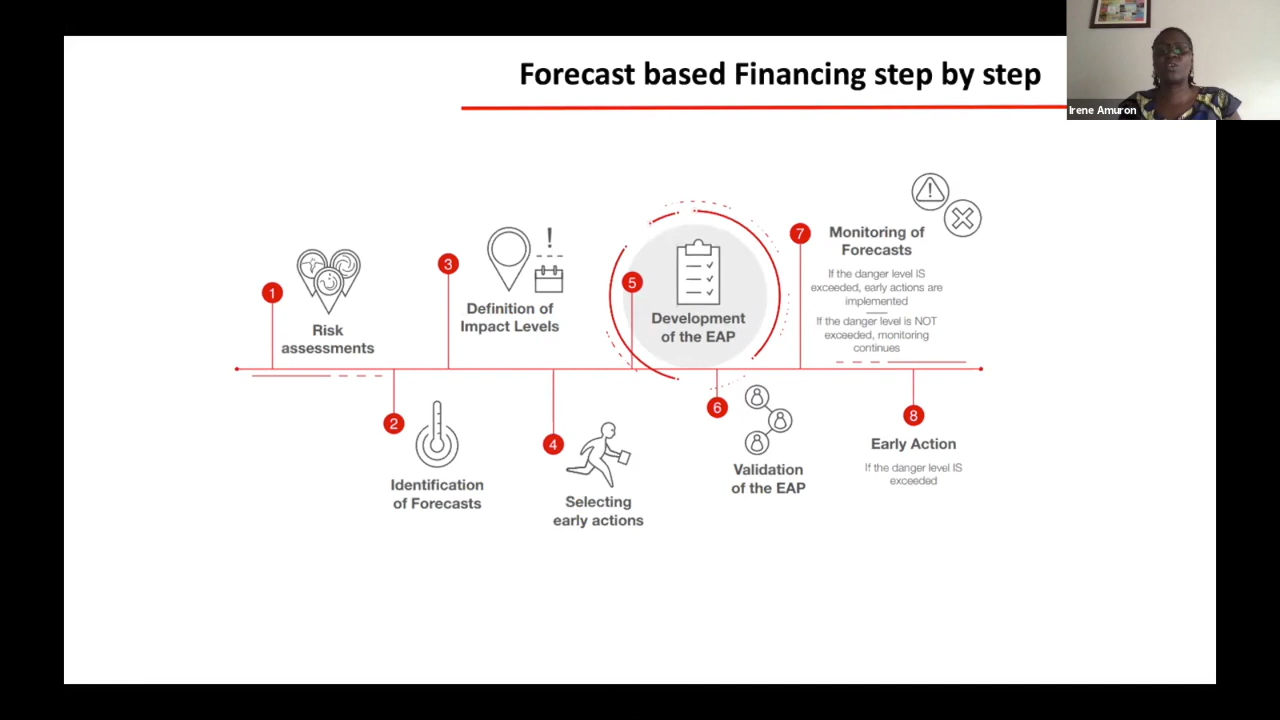 Forecast based Financing step by step
Irene Amuron
1
Risk
assessments
2
Identification
of Forecasts
3
Definition of
Impact Levels
4
Selecting
early actions
5
Development
of the EAP
6
Validation
of the EAP
7
Monitoring of
Forecasts
If the danger level IS
exceeded, early actions are
implemented
If the danger level is NOT
exceeded, monitoring
continues
8
Early Action
If the danger level IS
exceeded